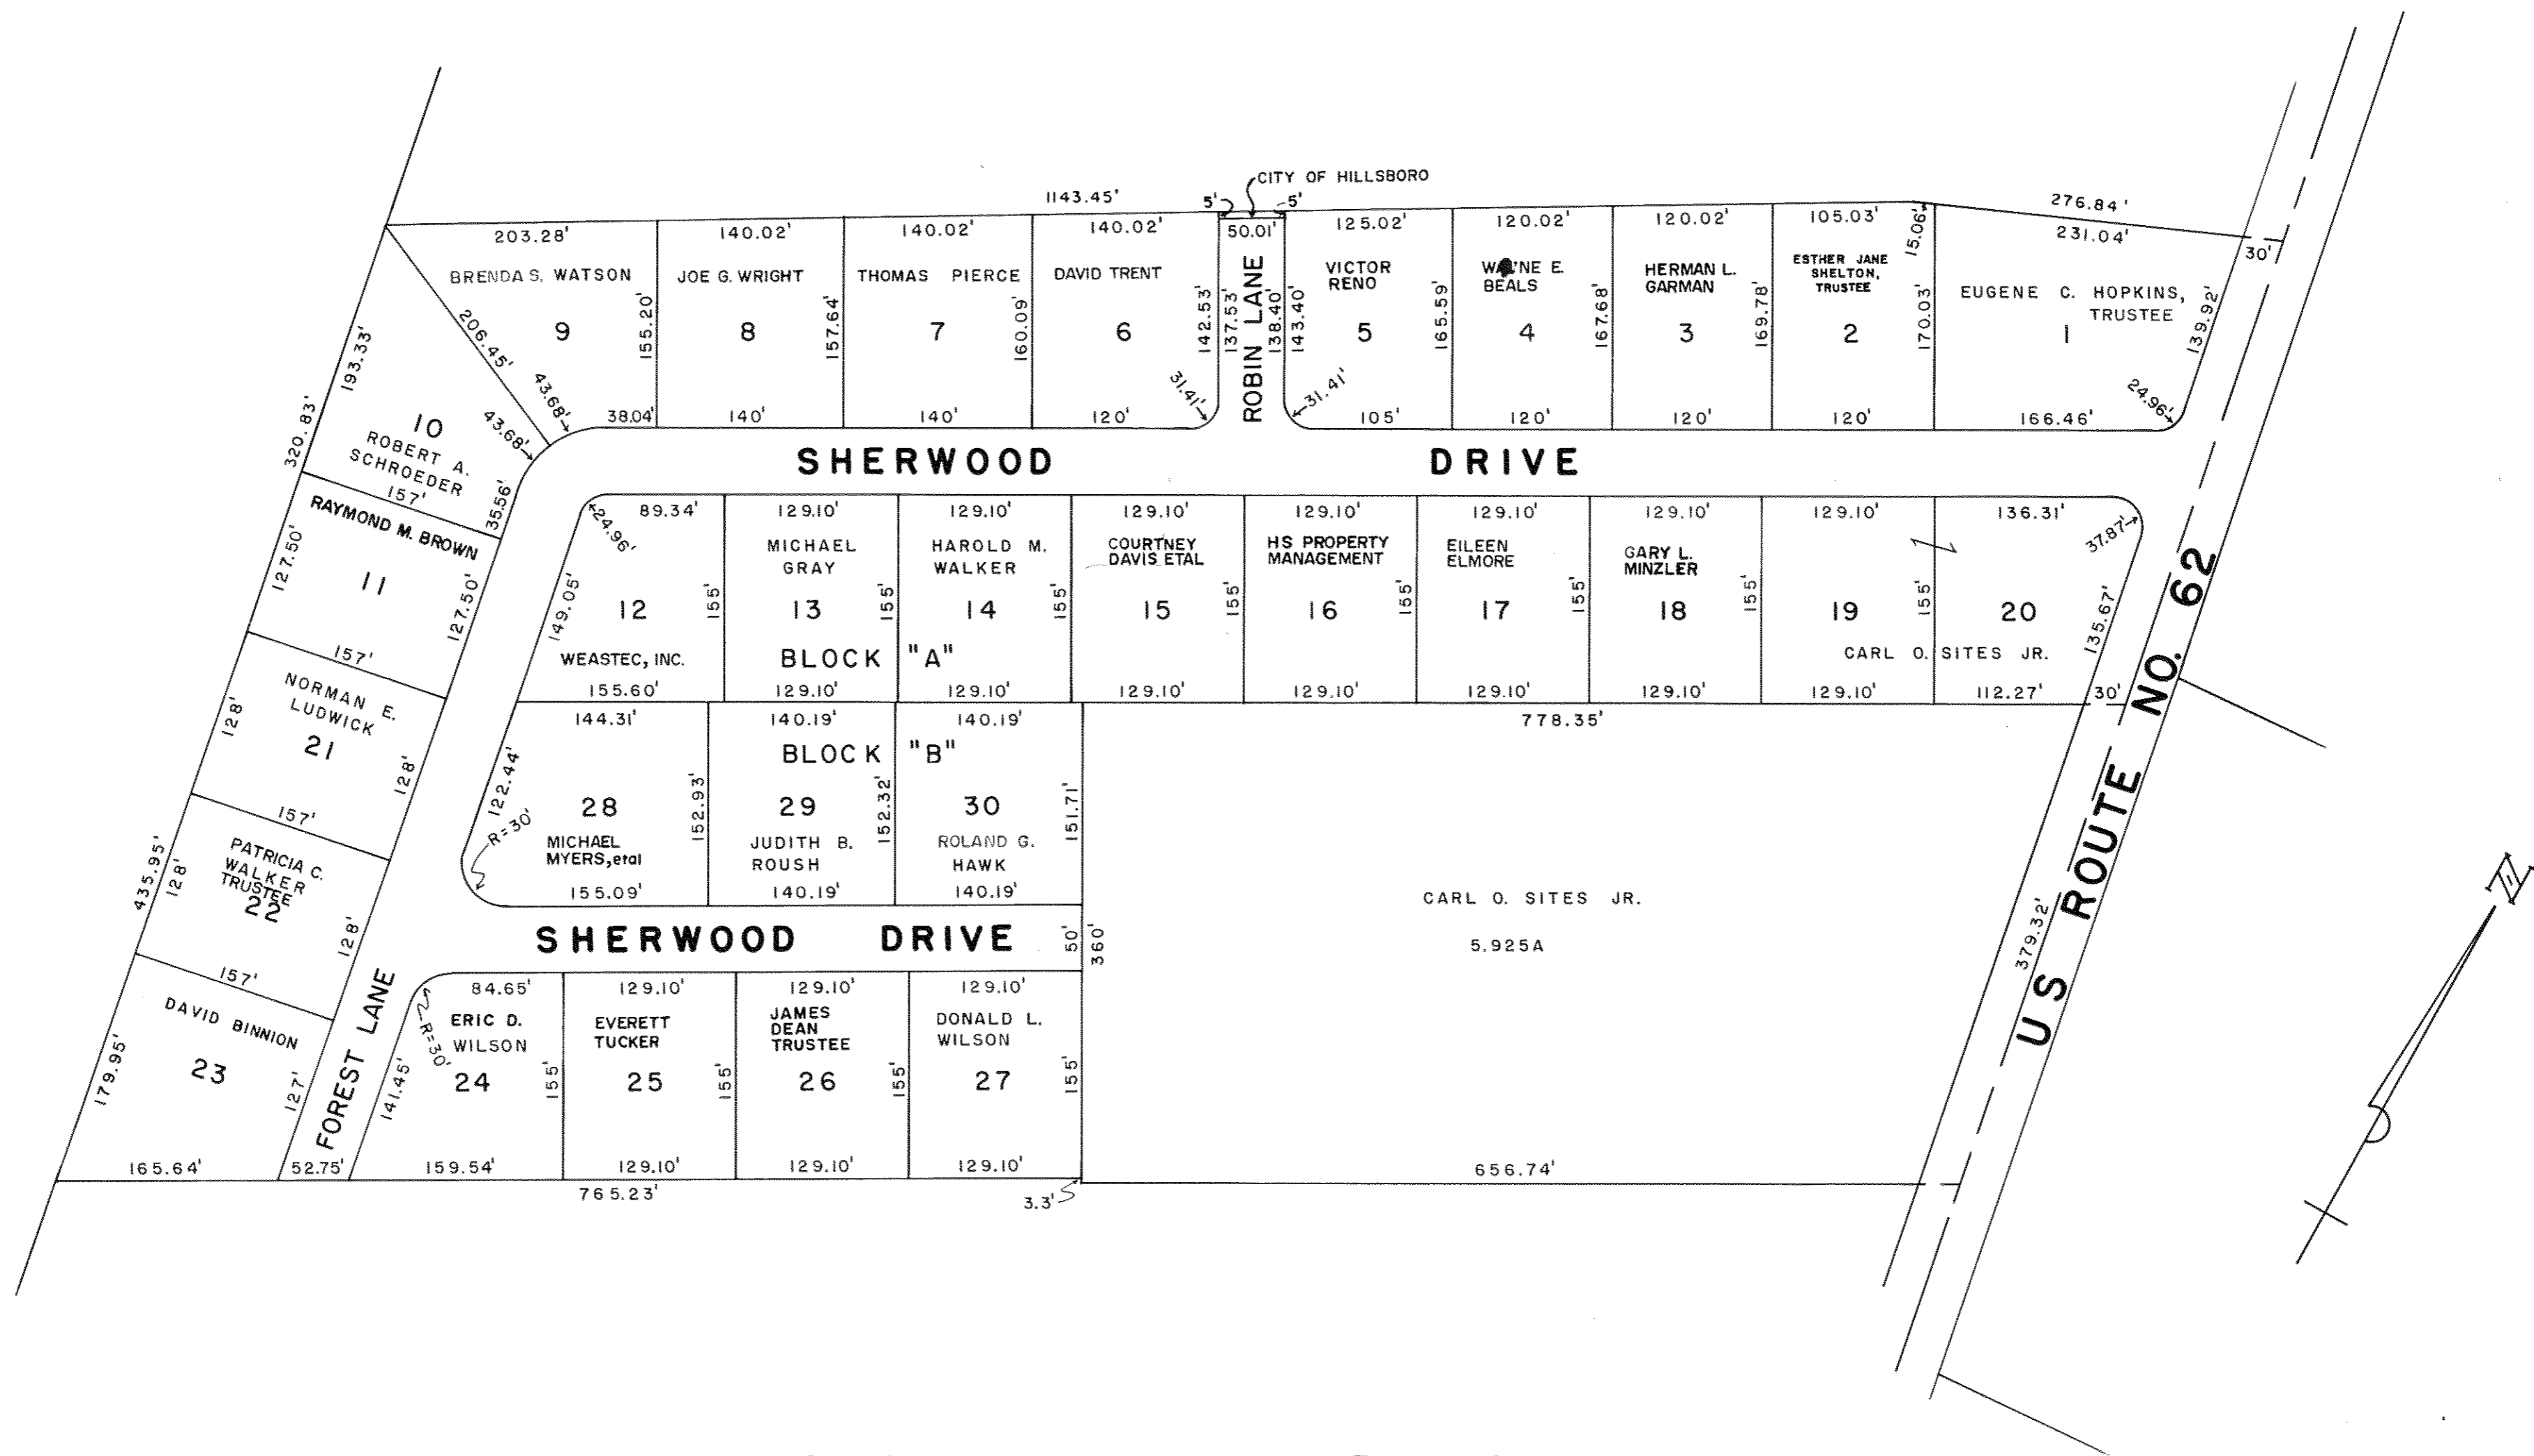 CITY OF HILLSBORO
1143.45'
5'
5'
276.84'
203.28'
140.02'
140.02'
140.02'
50.01'
125.02'
120.02'
120.02'
105.03'
15.06'
231.04'
30'
BRENDA S. WATSON
9
206.45'
43.68'
155.20'
38.04'
JOE G. WRIGHT
8
157.64'
140'
THOMAS PIERCE
7
160.09'
140'
DAVID TRENT
6
142.53'
31.41'
120'
137.53'
ROBIN LANE
138.40'
143.40'
31.41'
VICTOR
RENO
5
165.59'
105'
E.
BEALS
4
167.68'
120'
HERMAN L.
GARMAN
3
169.78'
120'
ESTHER JANE
SHELTON,
TRUSTEE
2
170.03'
120'
EUGENE C. HOPKINS,
TRUSTEE
1
139.92'
24.96'
166.46'
193.33'
320.83'
10
ROBERT A.
SCHROEDER
43.68'
157'
35.56'
SHERWOOD DRIVE
RAYMOND M. BROWN
127.50'
11
127.50'
157'
NORMAN E.
LUDWICK
21
128'
128'
157'
PATRICIA C.
WALKER
TRUSTEE
22
435.95'
128'
128'
157'
DAVID BINNION
23
179.95'
127'
165.64'
FOREST LANE
52.75'
89.34'
24.96'
149.05'
12
155'
WEASTEC, INC.
155.60'
129.10'
MICHAEL
GRAY
13
155'
129.10'
129.10'
HAROLD M.
WALKER
14
155'
129.10'
BLOCK "A"
129.10'
COURTNEY
DAVIS ETAL
15
155'
129.10'
129.10'
HS PROPERTY
MANAGEMENT
16
155'
129.10'
129.10'
EILEEN
ELMORE
17
155'
129.10'
129.10'
GARY L.
MINZLER
18
155'
129.10'
129.10'
19
155'
129.10'
136.31'
37.87'
20
135.67'
CARL O. SITES JR.
112.27'
30'
144.31'
140.19'
140.19'
BLOCK "B"
122.44'
R=30'
28
152.93'
MICHAEL
MYERS, etal
155.09'
29
152.32'
JUDITH B.
ROUSH
140.19'
30
151.71'
ROLAND G.
HAWK
140.19'
778.35'
CARL O. SITES JR.
5.925A
379.32'
656.74'
US ROUTE NO. 62
SHERWOOD DRIVE
50'
360'
84.65'
R=30'
ERIC D.
WILSON
24
141.45'
155'
159.54'
129.10'
EVERETT
TUCKER
25
155'
129.10'
129.10'
JAMES
DEAN
TRUSTEE
26
155'
129.10'
129.10'
DONALD L.
WILSON
27
155'
129.10'
765.23'
3.3'
N